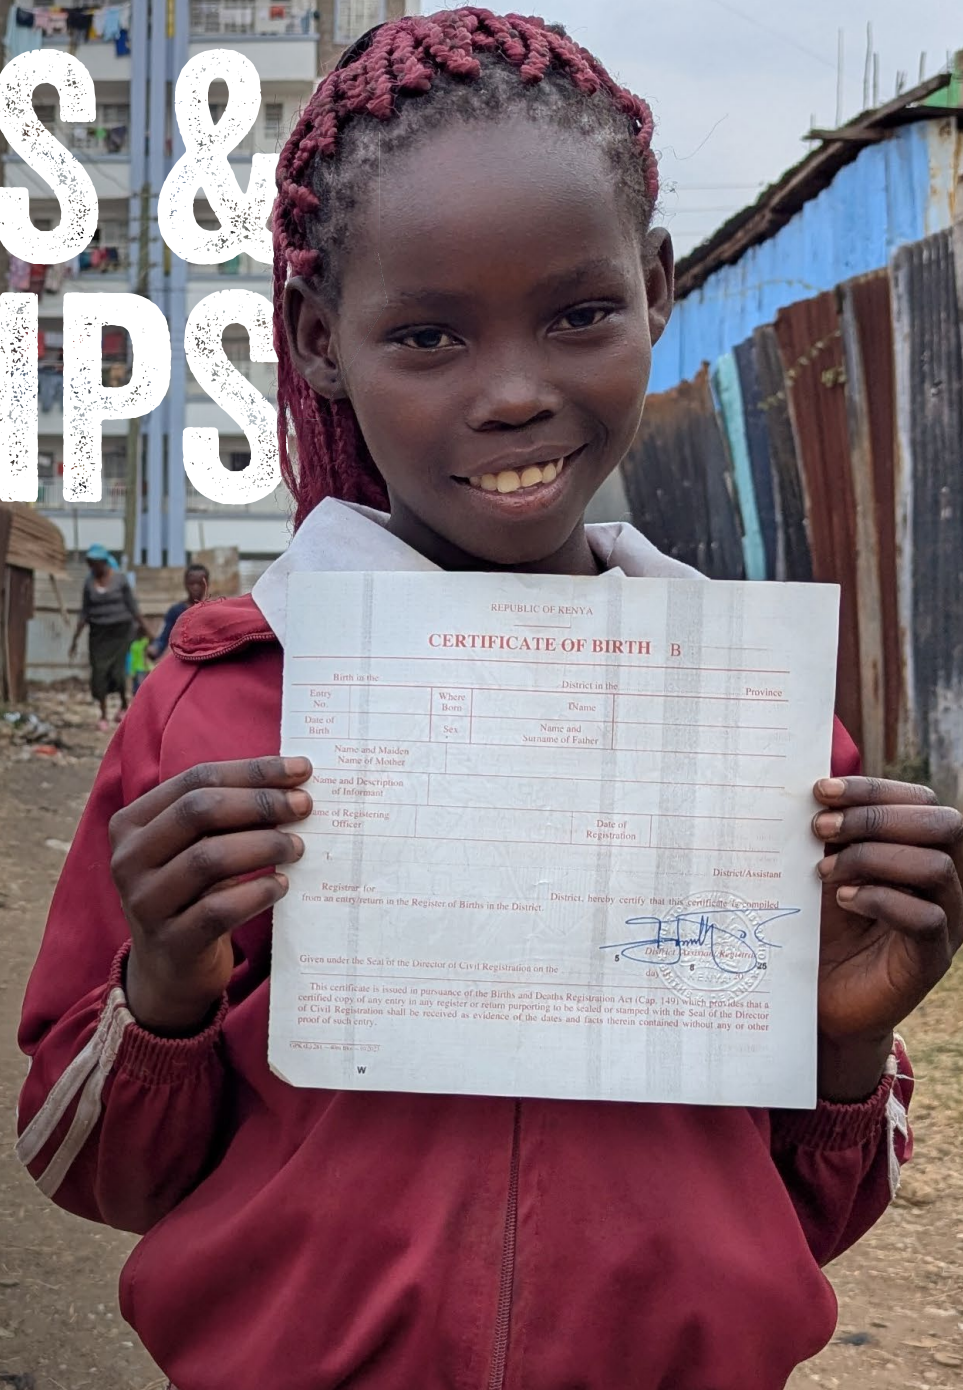 S &
IPS
REPUBLIC OF KENYA
CERTIFICATE OF BIRTH B
Birth in the District in the Province
Entry No.
Where Born
Name
Date of Birth
Sex
Name and Surname of Father
Name and Maiden Name of Mother
Name and Description of Informant
ame of Registering Officer
Date of Registration
I,
District/Assistant
Registrar for District, hereby certify that this certificate is compiled
from an entry/return in the Register of Births in the District.
District Assistant Registrar
5 6 25
Given under the Seal of the Director of Civil Registration on the day
This certificate is issued in pursuance of the Births and Deaths Registration Act (Cap. 149) which provides that a
certified copy of any entry in any register or return purporting to be sealed or stamped with the Seal of the Director
of Civil Registration shall be received as evidence of the dates and facts therein contained without any or other
proof of such entry.
W